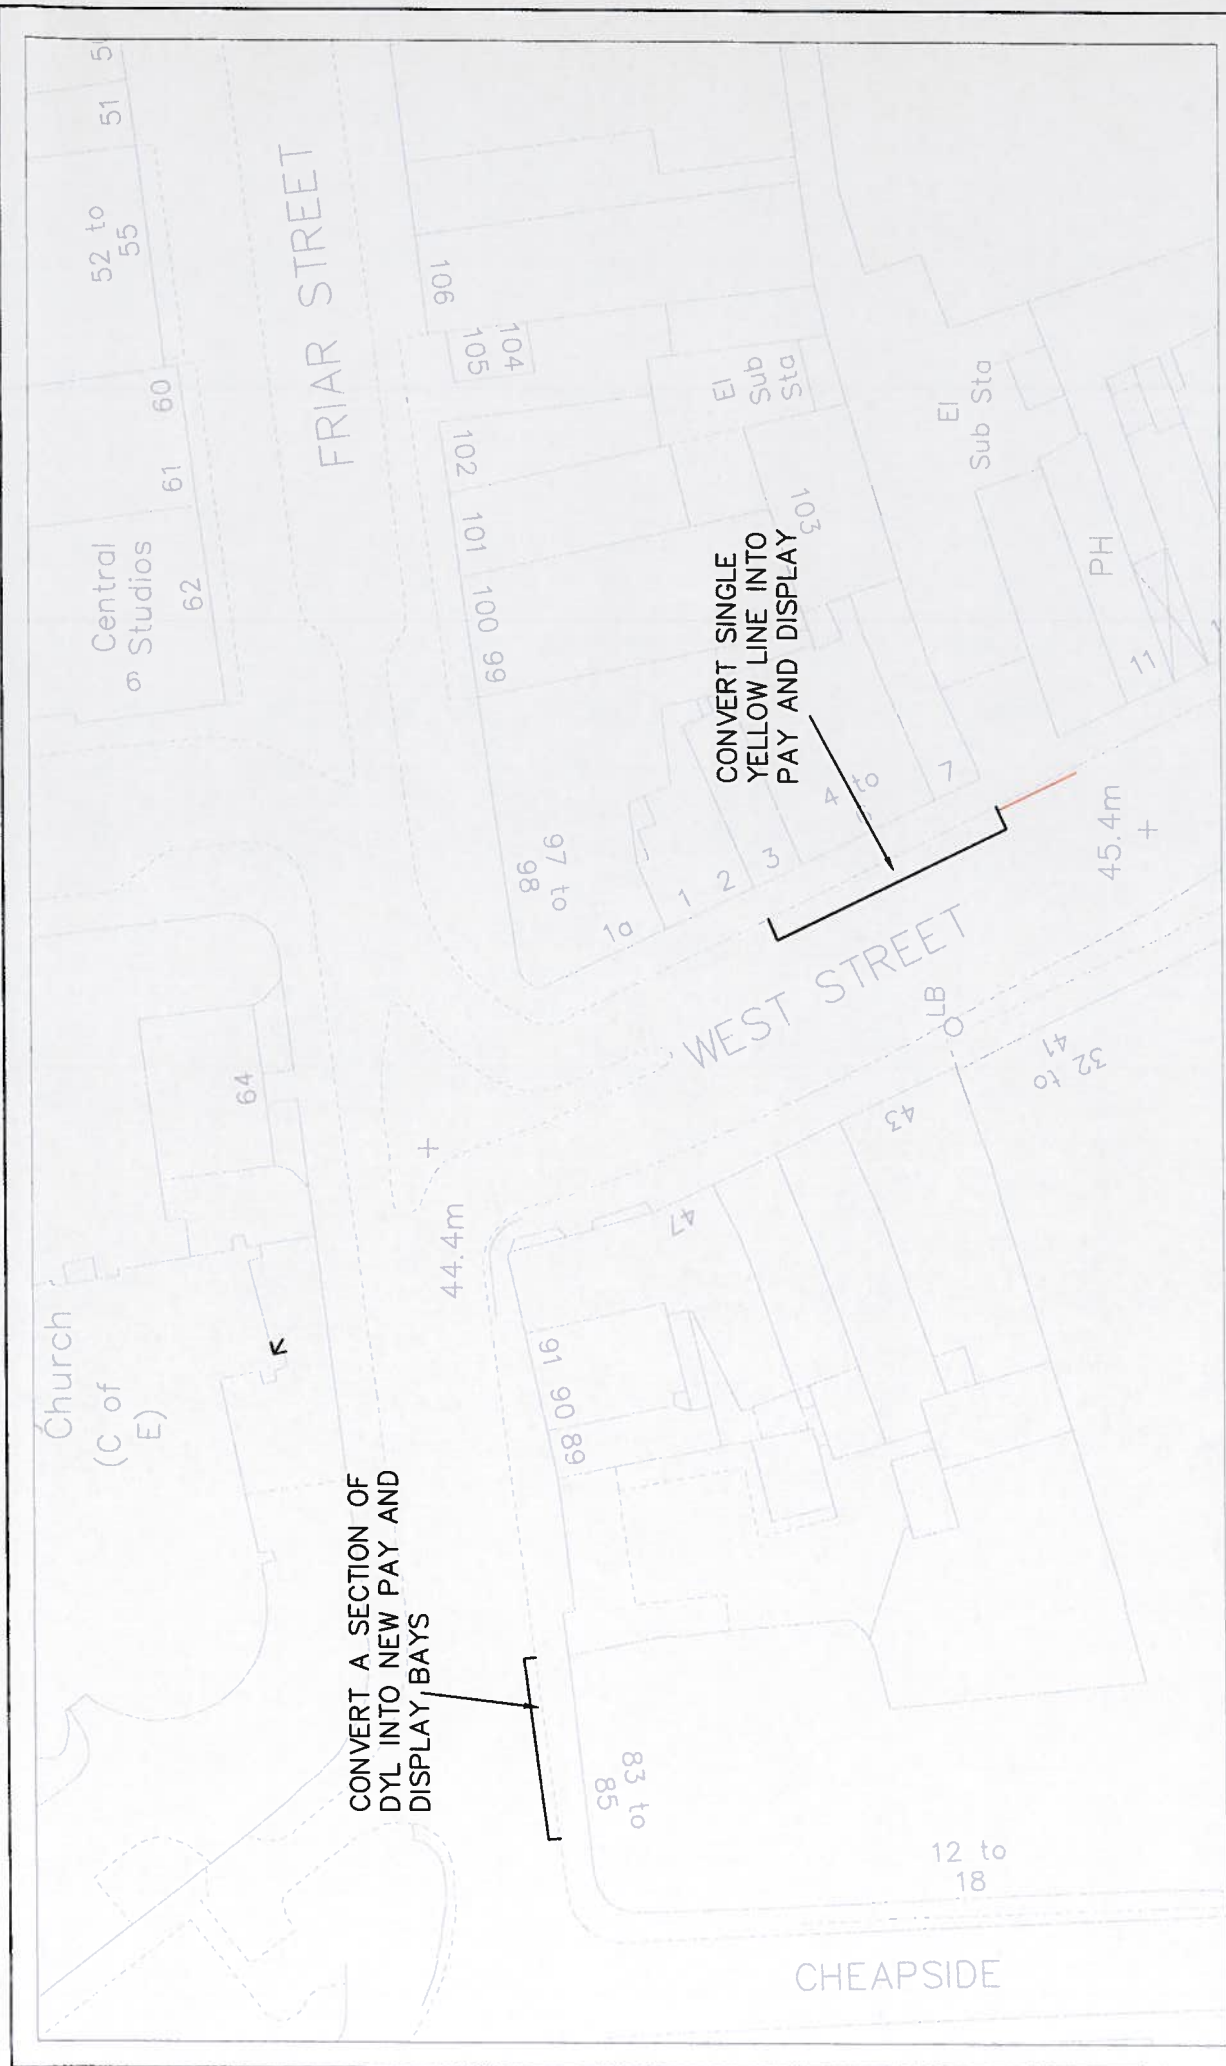 Church
(C of
E)
64
Central
Studios
6
62
61
60
52 to
55
51
FRIAR STREET
CONVERT A SECTION OF
DYL INTO NEW PAY AND
DISPLAY BAYS
44.4m
83 to
85
89
90
91
47
43
32 to
41
LB
WEST STREET
97 to
98
99
100
101
102
104
105
106
1a
1
2
3
4 to
7
103
El
Sub
Sta
El
Sub Sta
PH
11
CONVERT SINGLE
YELLOW LINE INTO
PAY AND DISPLAY
45.4m
12 to
18
CHEAPSIDE